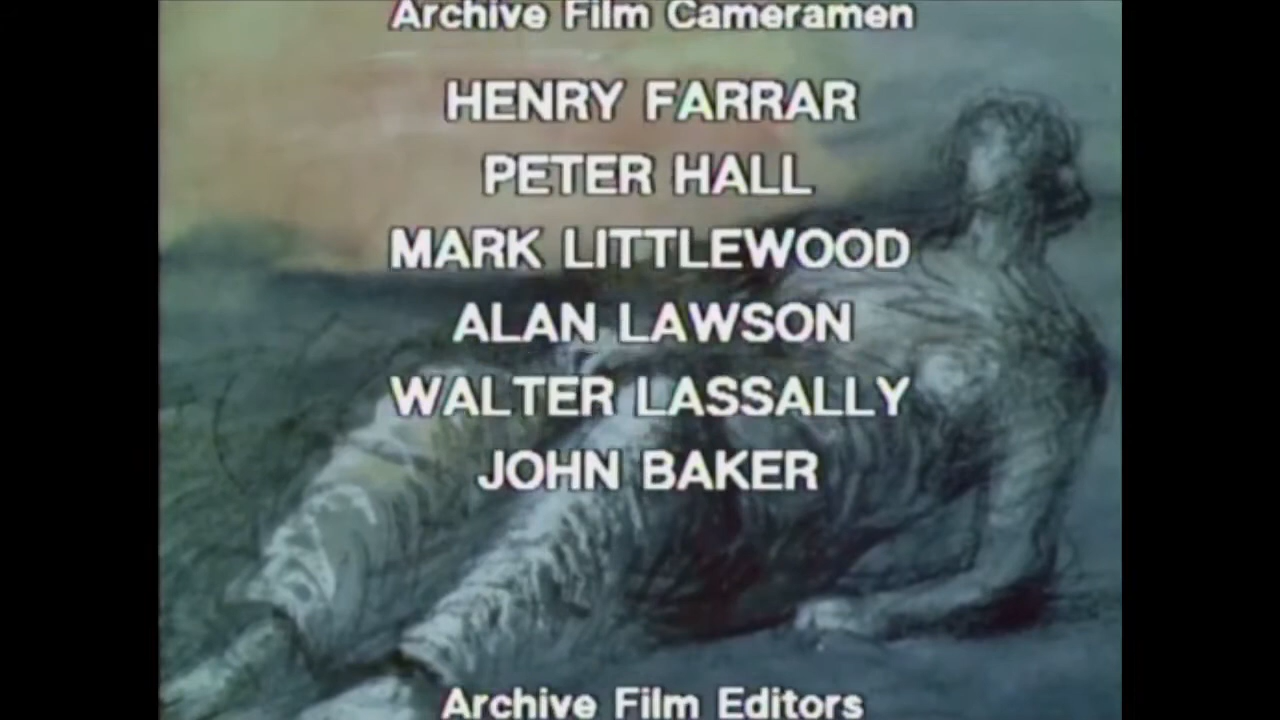 Archive Film Cameramen
HENRY FARRAR
PETER HALL
MARK LITTLEWOOD
ALAN LAWSON
WALTER LASSALLY
JOHN BAKER
Archive Film Editors